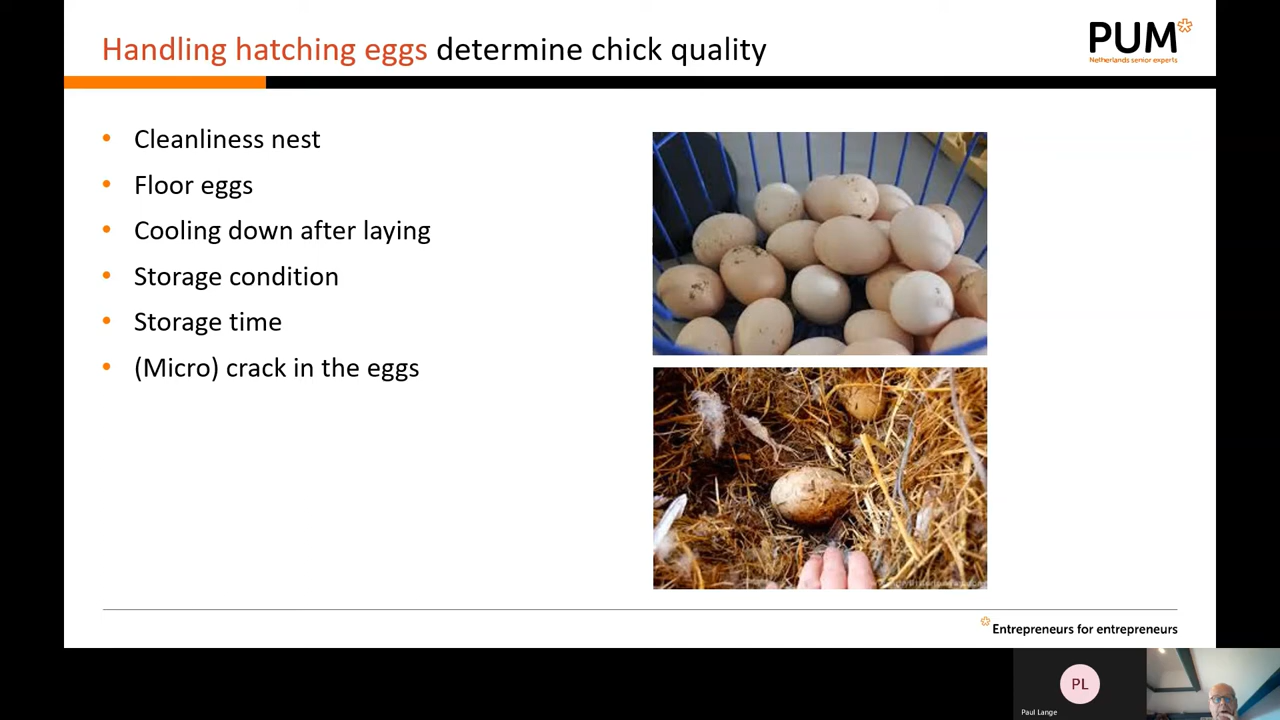 Handling hatching eggs determine chick quality
PUM
Netherlands senior experts
Cleanliness nest
Floor eggs
Cooling down after laying
Storage condition
Storage time
(Micro) crack in the eggs
Entrepreneurs for entrepreneurs
PL
Paul Lange